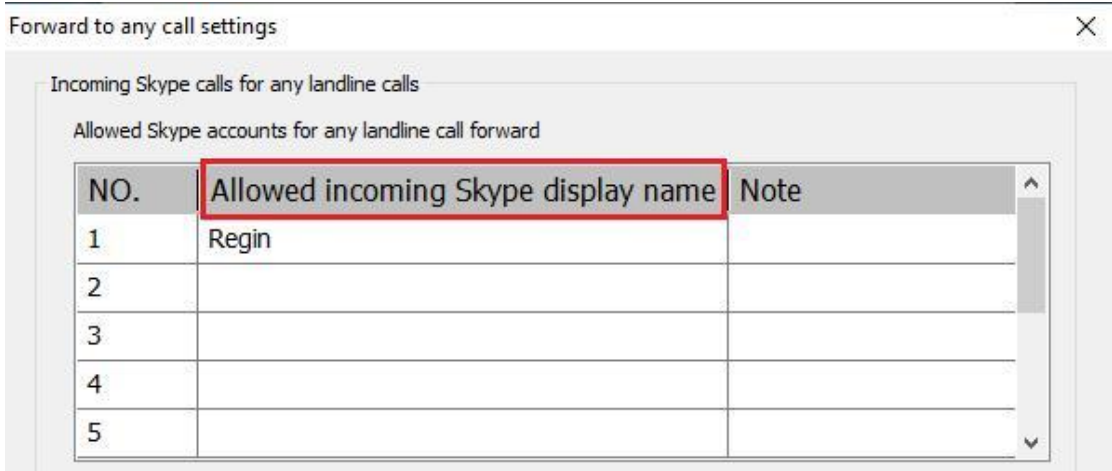 Forward to any call settings
Incoming Skype calls for any landline calls
Allowed Skype accounts for any landline call forward
NO. Allowed incoming Skype display name Note
1 Regin
2
3
4
5